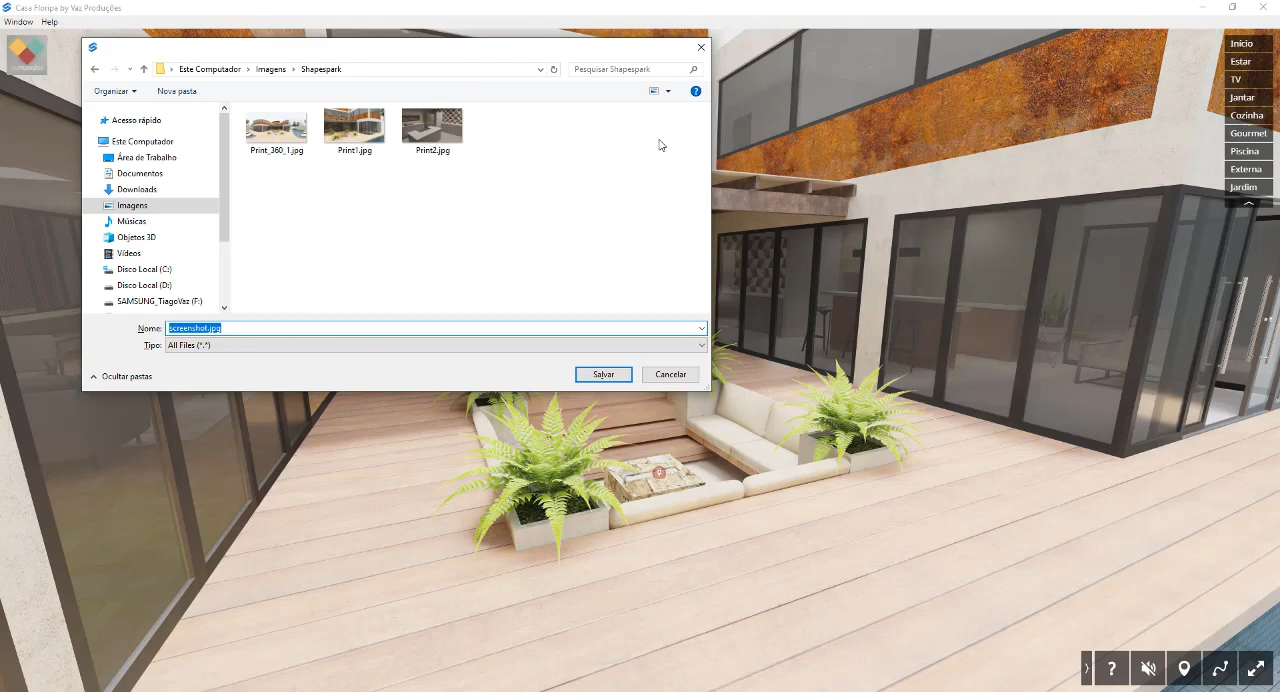 Casa Floripa by Vaz Produções
Window Help
Este Computador > Imagens > Shapespark
Pesquisar Shapespark
Organizar
Nova pasta
Acesso rápido
Este Computador
Área de Trabalho
Documentos
Downloads
Imagens
Músicas
Objetos 3D
Vídeos
Disco Local (C:)
Disco Local (D:)
SAMSUNG_TiagoVaz (F:)
Print_360_1.jpg
Print1.jpg
Print2.jpg
Nome: screenshot.jpg
Tipo: All Files (*.*)
Ocultar pastas
Salvar
Cancelar
Início
Estar
TV
Jantar
Cozinha
Gourmet
Piscina
Externa
Jardim
?